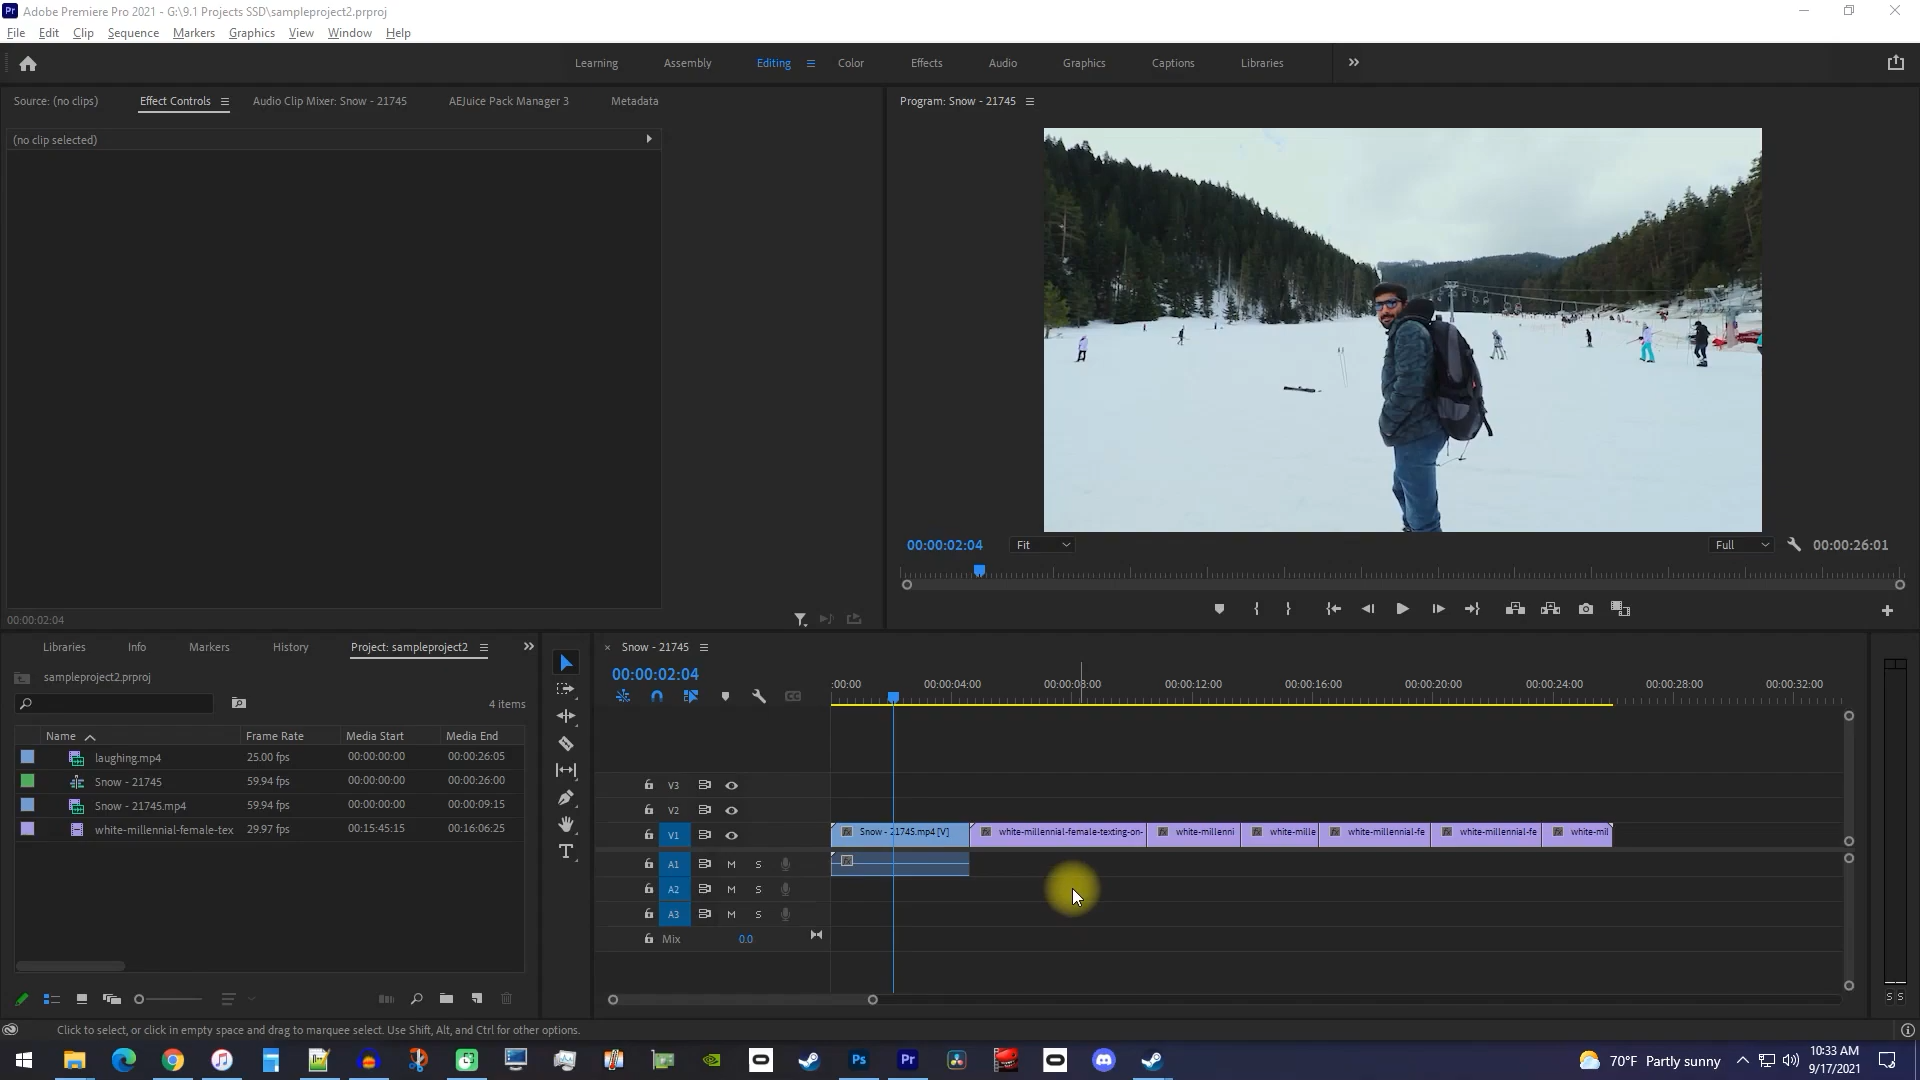 Adobe Premiere Pro 2021 - G:\9.1 Projects SSD\sampleproject2.prproj
File Edit Clip Sequence Markers Graphics View Window Help
Learning Assembly Editing Color Effects Audio Graphics Captions Libraries
Source: (no clips) Effect Controls Audio Clip Mixer: Snow - 21745 AEJuice Pack Manager 3 Metadata
Program: Snow - 21745
(no clip selected)
00:00:02:04 Fit Full 00:00:26:01
00:00:02:04
Libraries Info Markers History Project: sampleproject2
sampleproject2.prproj
4 items
Name Frame Rate Media Start Media End
laughing.mp4 25.00 fps 00:00:00:00 00:00:26:05
Snow - 21745 59.94 fps 00:00:00:00 00:00:26:00
Snow - 21745.mp4 59.94 fps 00:00:00:00 00:00:09:15
white-millennial-female-tex 29.97 fps 00:15:45:15 00:16:06:25
Snow - 21745
00:00:02:04
:00:00 00:00:04:00 00:00:08:00 00:00:12:00 00:00:16:00 00:00:20:00 00:00:24:00 00:00:28:00 00:00:32:00
V3
V2
V1 Snow - 21745.mp4 [V] white-millennial-female-texting-on- white-millenni white-mille white-millennial-fe white-millennial-fe white-mil
A1 M S
A2 M S
A3 M S
Mix 0.0
S S
Click to select, or click in empty space and drag to marquee select. Use Shift, Alt, and Ctrl for other options.
70°F Partly sunny
10:33 AM
9/17/2021